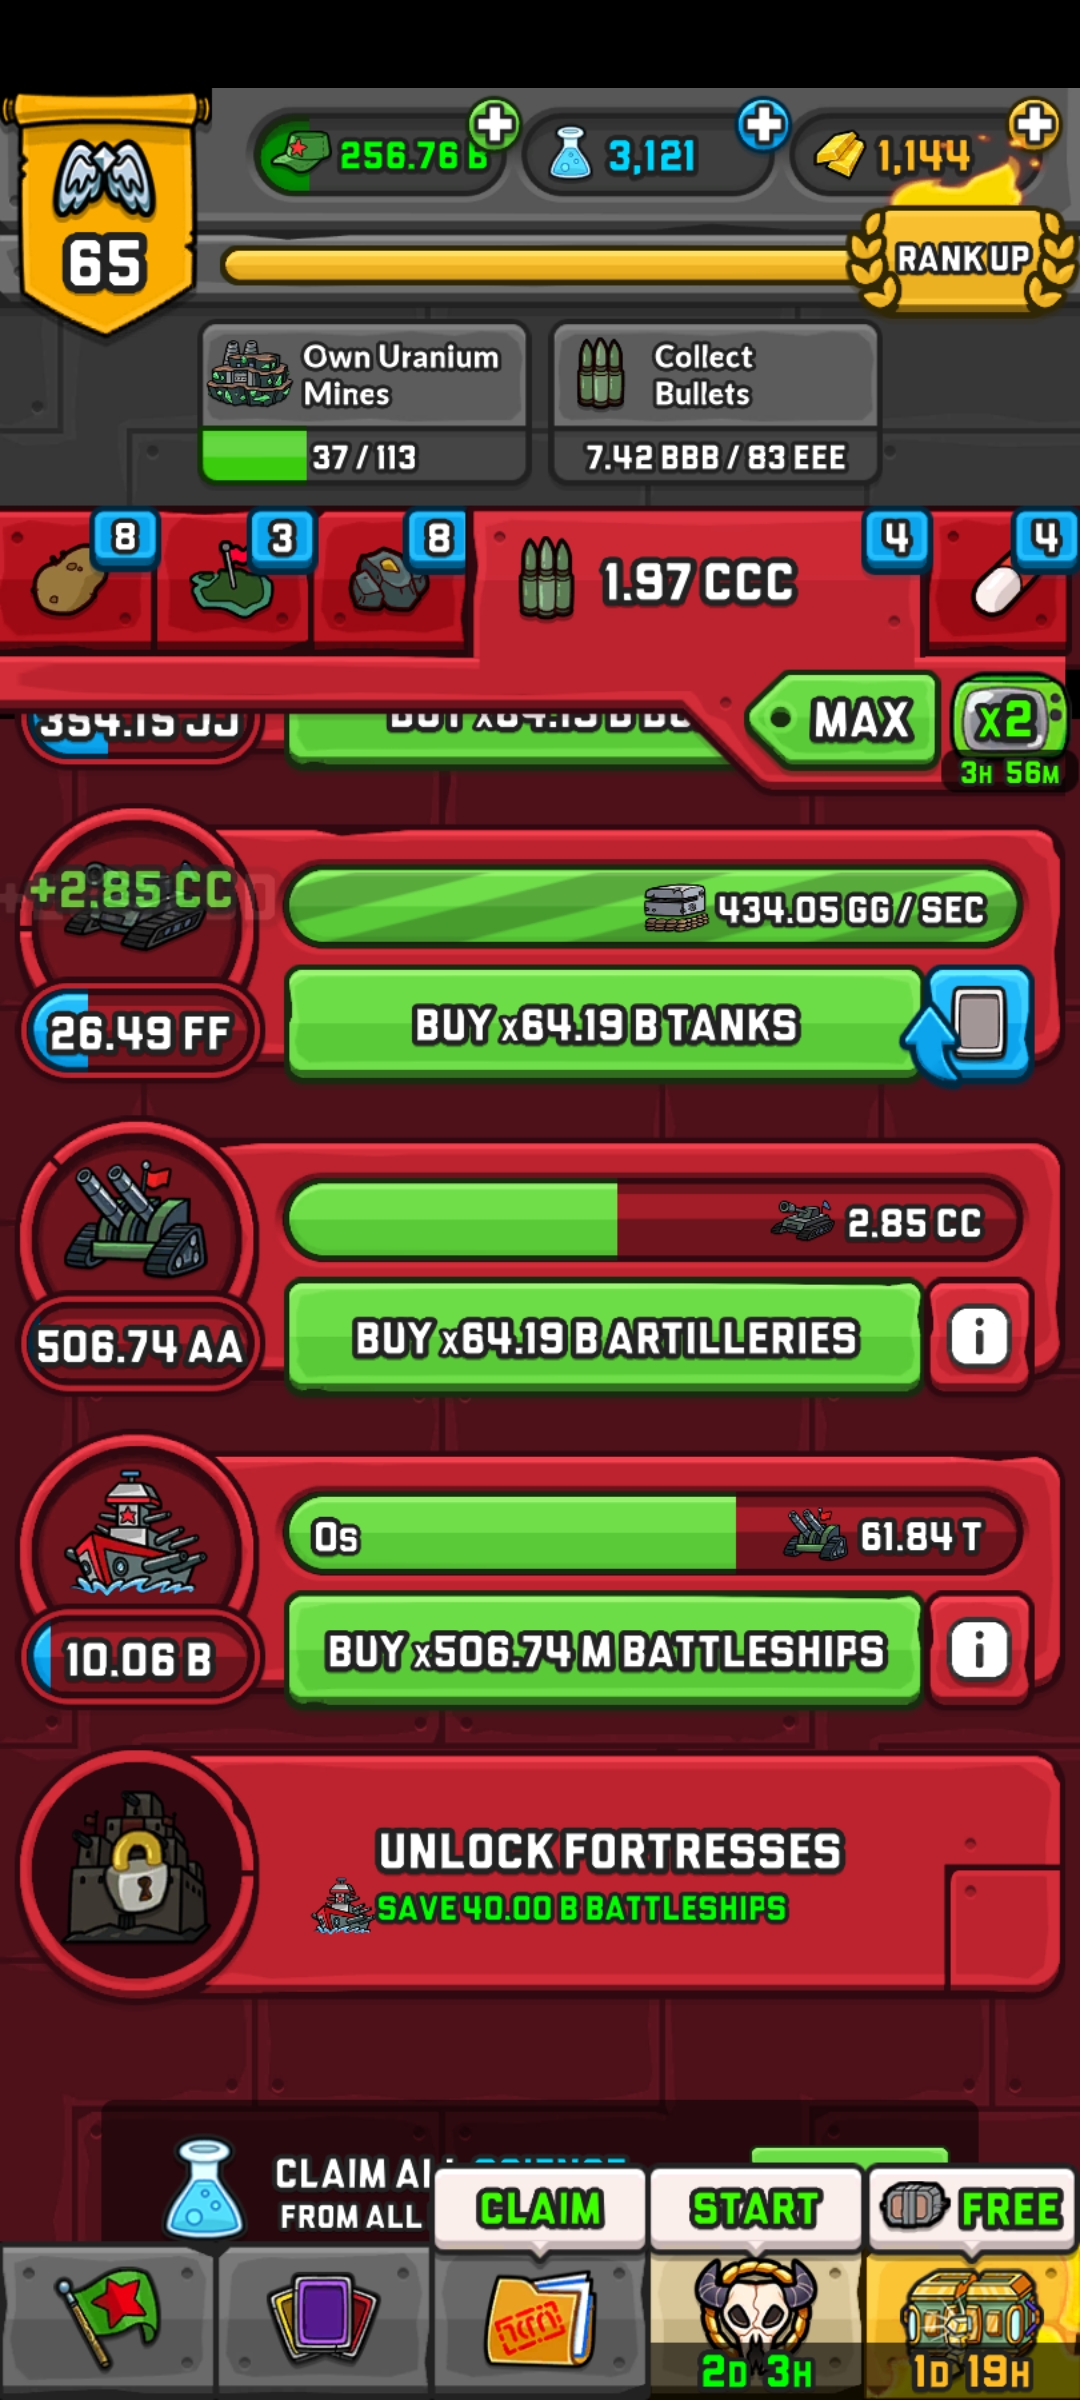 256.76 B
3,121
1,144
65
RANK UP
Own Uranium
Mines
37 / 113
Collect
Bullets
7.42 BBB / 83 EEE
8
3
8
1.97 CCC
4
4
354.15 JJ
MAX
x2
3H 56M
+2.85 CC
434.05 GG / SEC
26.49 FF
BUY x64.19 B TANKS
2.85 CC
506.74 AA
BUY x64.19 B ARTILLERIES
i
0s
61.84 T
10.06 B
BUY x506.74 M BATTLESHIPS
i
UNLOCK FORTRESSES
SAVE 40.00 B BATTLESHIPS
CLAIM ALL
FROM ALL
CLAIM
START
FREE
2D 3H
1D 19H